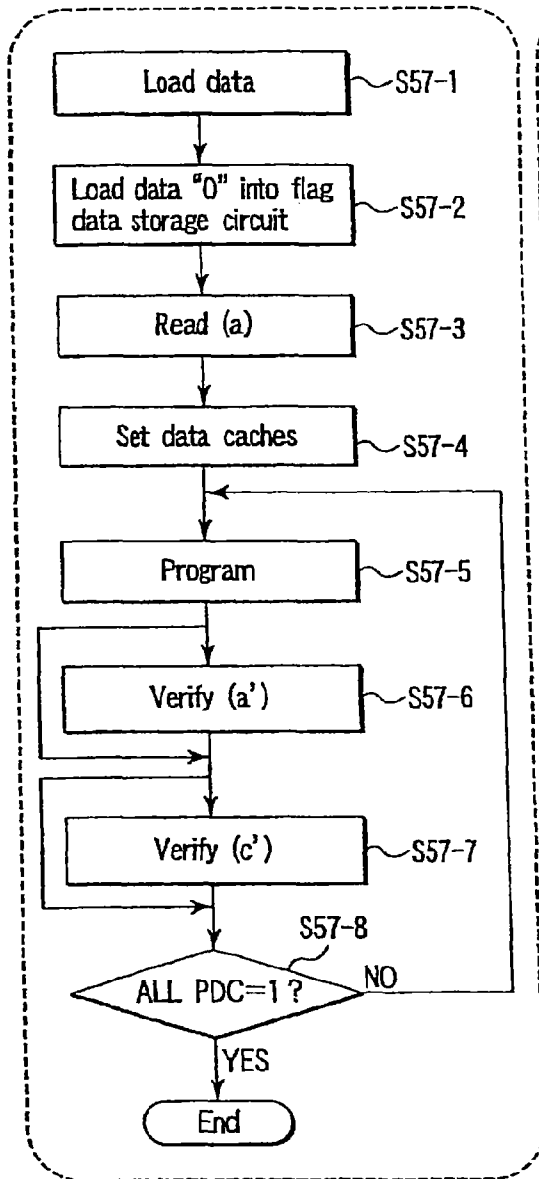 Load data
S57-1
Load data "0" into flag
data storage circuit
S57-2
Read (a)
S57-3
Set data caches
S57-4
Program
S57-5
Verify (a')
S57-6
Verify (c')
S57-7
S57-8
ALL PDC=1?
NO
YES
End